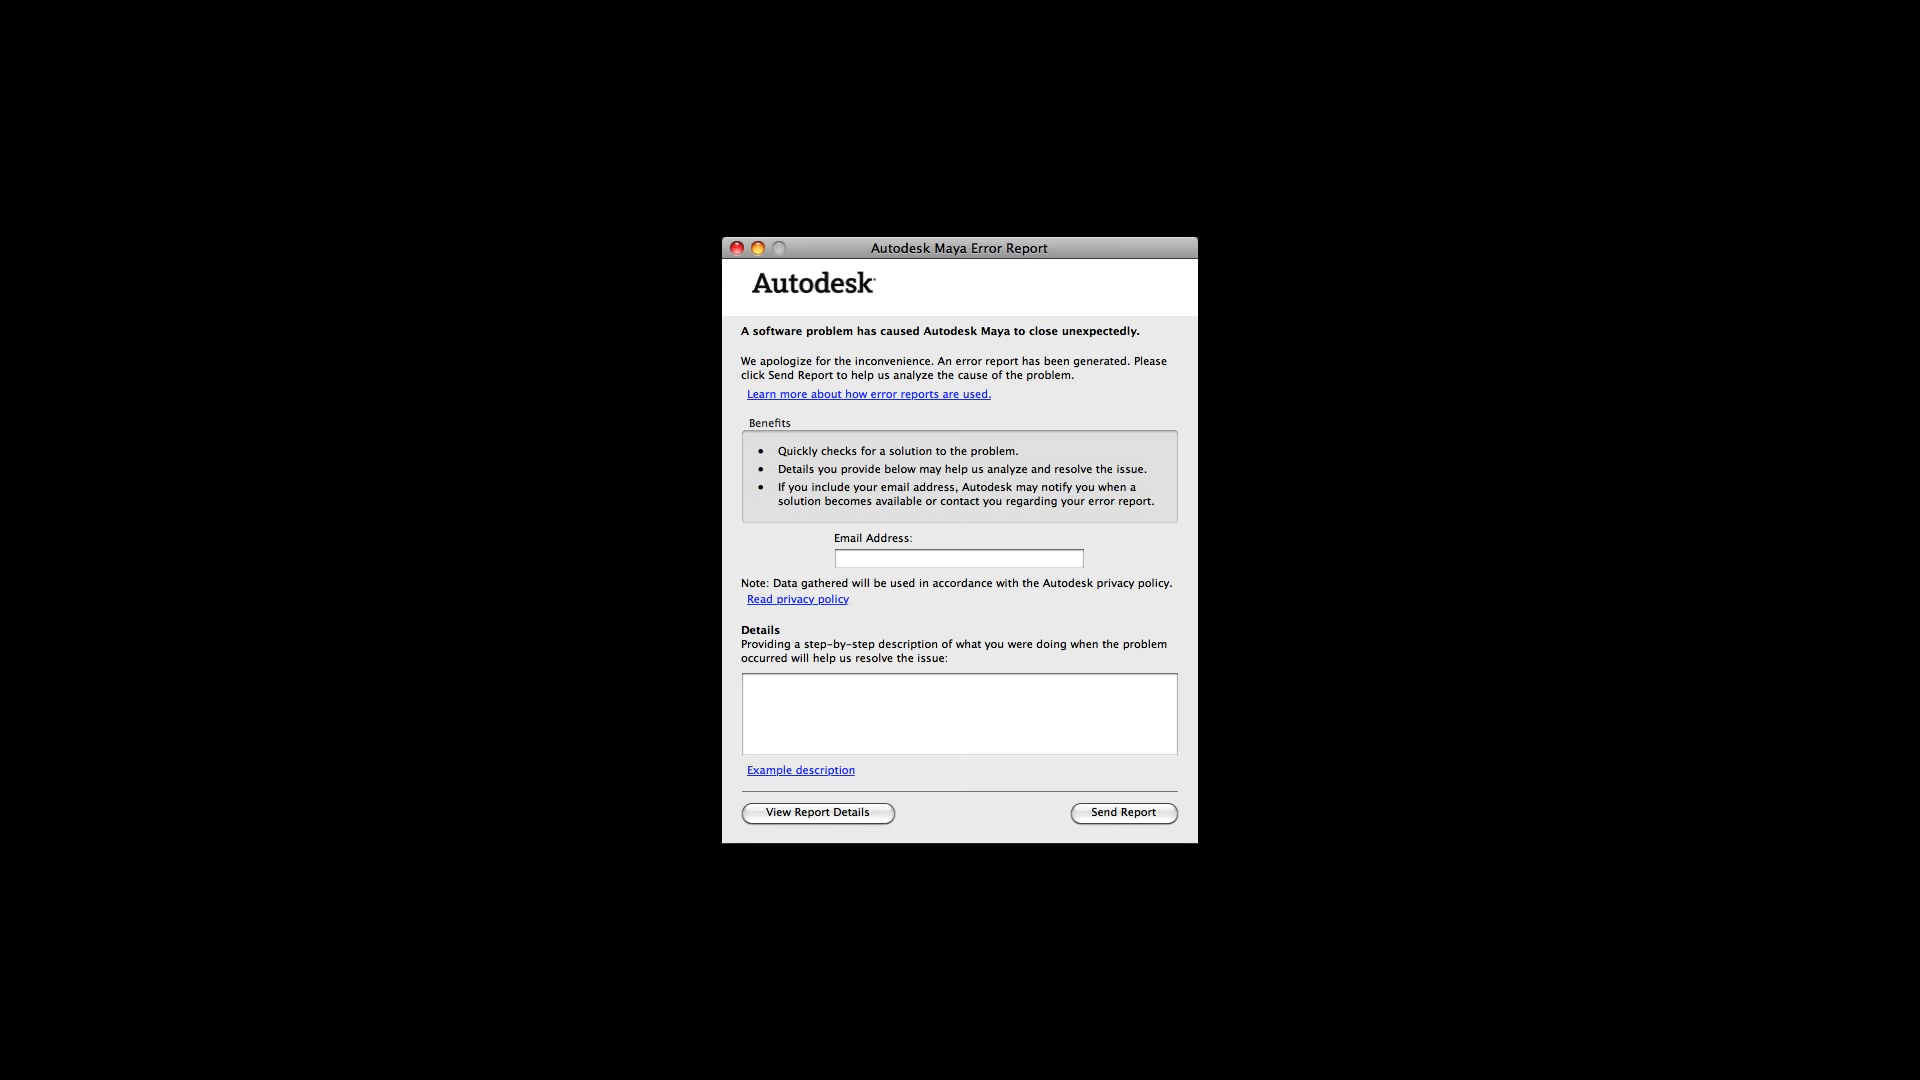 Autodesk Maya Error Report
Autodesk
A software problem has caused Autodesk Maya to close unexpectedly.
We apologize for the inconvenience. An error report has been generated. Please
click Send Report to help us analyze the cause of the problem.
Learn more about how error reports are used.
Benefits
• Quickly checks for a solution to the problem.
• Details you provide below may help us analyze and resolve the issue.
• If you include your email address, Autodesk may notify you when a
solution becomes available or contact you regarding your error report.
Email Address:
Note: Data gathered will be used in accordance with the Autodesk privacy policy.
Read privacy policy
Details
Providing a step-by-step description of what you were doing when the problem
occurred will help us resolve the issue:
Example description
View Report Details
Send Report